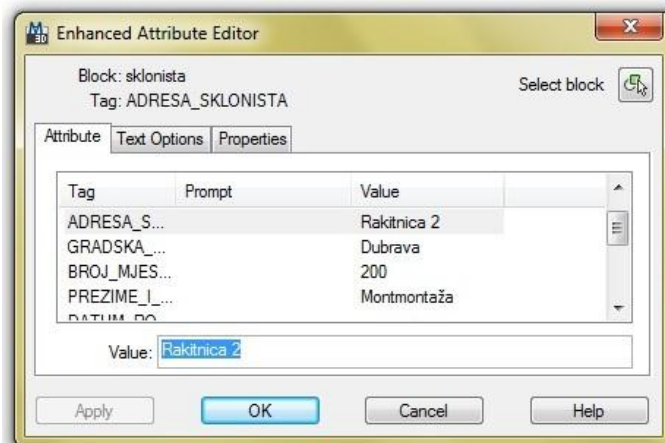 Enhanced Attribute Editor
Block: sklonista
Tag: ADRESA_SKLONISTA
Select block
Attribute Text Options Properties
Tag Prompt Value
ADRESA_S... Rakitnica 2
GRADSKA_... Dubrava
BROJ_MJES... 200
PREZIME_I_... Montmontaža
DATUM_PO...
Value: Rakitnica 2
Apply OK Cancel Help